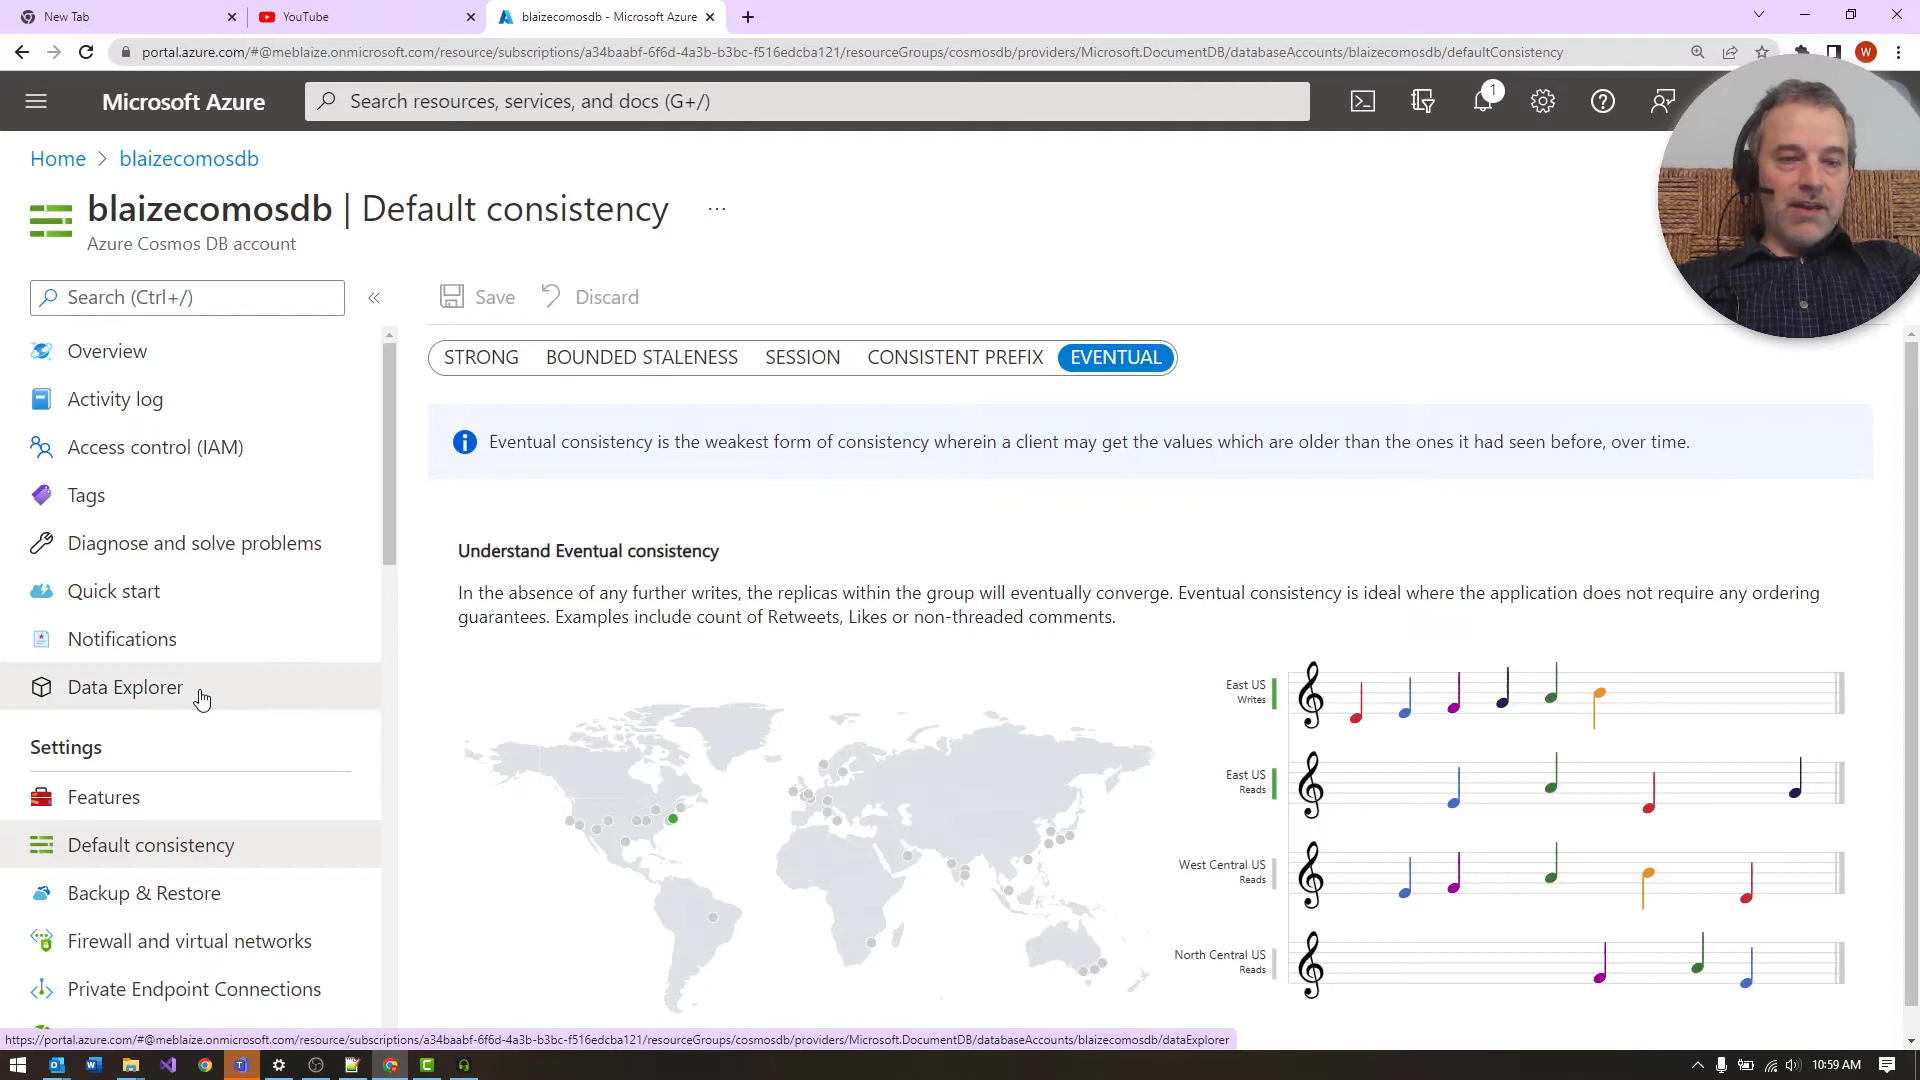 New Tab
YouTube
blaizecomosdb - Microsoft Azure
portal.azure.com/#@meblaize.onmicrosoft.com/resource/subscriptions/a34baabf-6f6d-4a3b-b3bc-f516edcba121/resourceGroups/cosmosdb/providers/Microsoft.DocumentDB/databaseAccounts/blaizecomosdb/defaultConsistency
W
Microsoft Azure
Search resources, services, and docs (G+/)
1
Home > blaizecomosdb
blaizecomosdb | Default consistency ...
Azure Cosmos DB account
Search (Ctrl+/)
Save
Discard
Overview
Activity log
Access control (IAM)
Tags
Diagnose and solve problems
Quick start
Notifications
Data Explorer
Settings
Features
Default consistency
Backup & Restore
Firewall and virtual networks
Private Endpoint Connections
STRONG BOUNDED STALENESS SESSION CONSISTENT PREFIX EVENTUAL
Eventual consistency is the weakest form of consistency wherein a client may get the values which are older than the ones it had seen before, over time.
Understand Eventual consistency
In the absence of any further writes, the replicas within the group will eventually converge. Eventual consistency is ideal where the application does not require any ordering
guarantees. Examples include count of Retweets, Likes or non-threaded comments.
East US
Writes
East US
Reads
West Central US
Reads
North Central US
Reads
https://portal.azure.com/#@meblaize.onmicrosoft.com/resource/subscriptions/a34baabf-6f6d-4a3b-b3bc-f516edcba121/resourceGroups/cosmosdb/providers/Microsoft.DocumentDB/databaseAccounts/blaizecomosdb/dataExplorer
10:59 AM